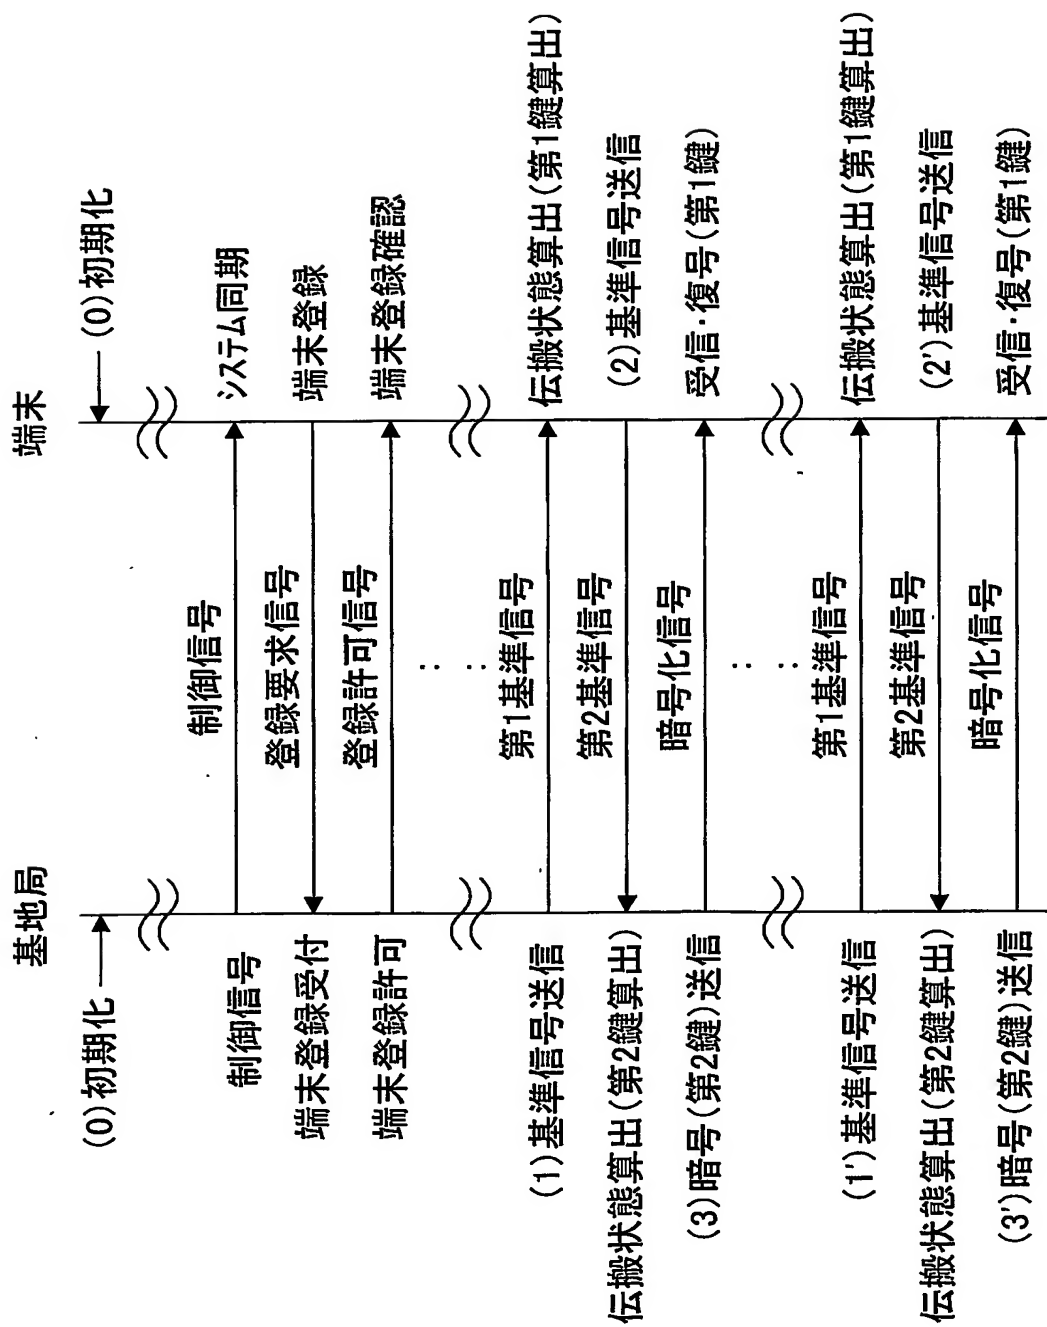 基地局
端末
(0)初期化
(0)初期化
制御信号
制御信号
システム同期
端末登録受付
登録要求信号
端末登録
端末登録許可
登録許可信号
端末登録確認
(1)基準信号送信
第1基準信号
伝搬状態算出(第1鍵算出)
伝搬状態算出(第2鍵算出)
第2基準信号
(2)基準信号送信
(3)暗号(第2鍵)送信
暗号化信号
受信・復号(第1鍵)
(1')基準信号送信
第1基準信号
伝搬状態算出(第1鍵算出)
伝搬状態算出(第2鍵算出)
第2基準信号
(2')基準信号送信
(3')暗号(第2鍵)送信
暗号化信号
受信・復号(第1鍵)